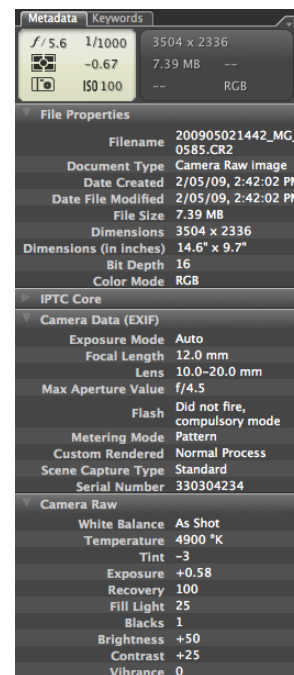 Metadata Keywords
f/5.6 1/1000 3504 x 2336
-0.67 7.39 MB --
ISO 100 -- RGB
File Properties
Filename 200905021442_MG_
0585.CR2
Document Type Camera Raw image
Date Created 2/05/09, 2:42:02 PM
Date File Modified 2/05/09, 2:42:02 PM
File Size 7.39 MB
Dimensions 3504 x 2336
Dimensions (in inches) 14.6" x 9.7"
Bit Depth 16
Color Mode RGB
IPTC Core
Camera Data (EXIF)
Exposure Mode Auto
Focal Length 12.0 mm
Lens 10.0-20.0 mm
Max Aperture Value f/4.5
Flash Did not fire,
compulsory mode
Metering Mode Pattern
Custom Rendered Normal Process
Scene Capture Type Standard
Serial Number 330304234
Camera Raw
White Balance As Shot
Temperature 4900 °K
Tint -3
Exposure +0.58
Recovery 100
Fill Light 25
Blacks 1
Brightness +50
Contrast +25
Vibrance 0